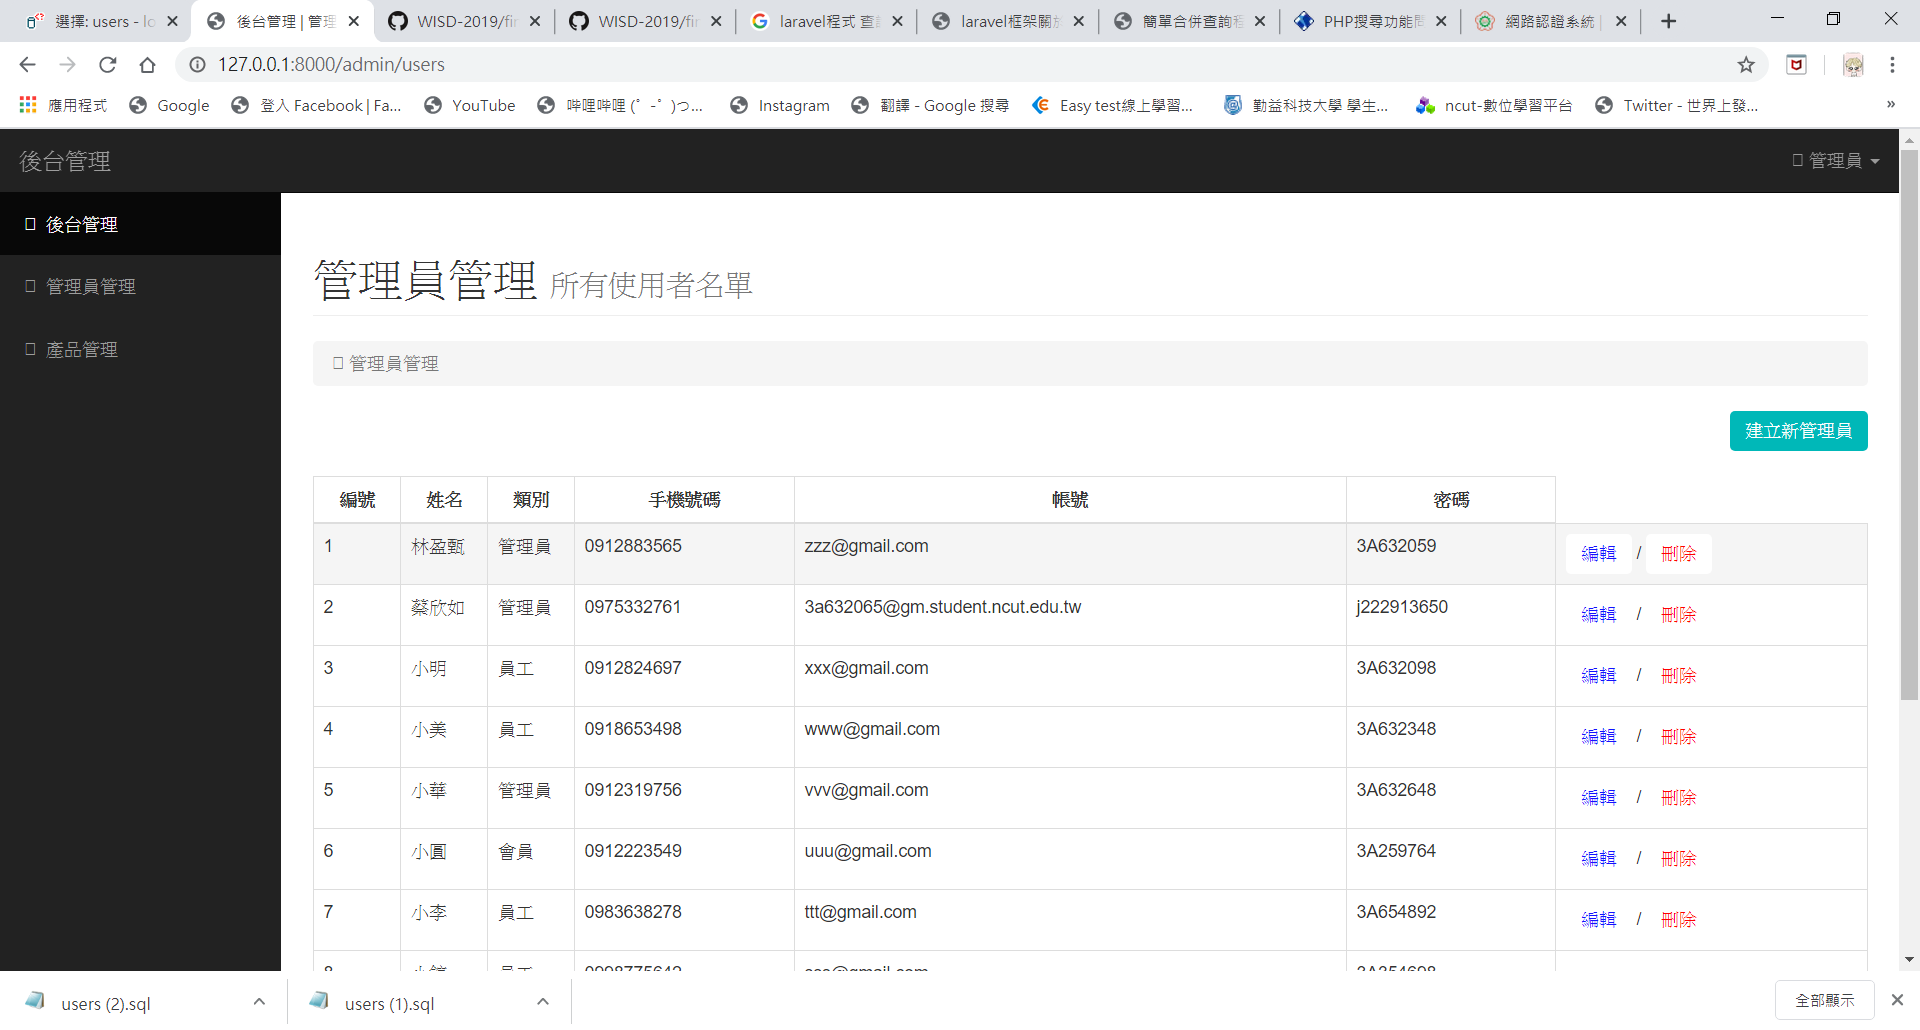 選擇: users - lo
後台管理 | 管理
WISD-2019/fin
WISD-2019/fin
laravel程式 查
laravel框架關
簡單合併查詢
PHP搜尋功能
網路認證系統 |
127.0.0.1:8000/admin/users
應用程式
Google
登入 Facebook | Fa...
YouTube
哔哩哔哩 (゜-゜)つ...
Instagram
翻譯 - Google 搜尋
Easy test線上學習...
勤益科技大學 學生...
ncut-數位學習平台
Twitter - 世界上發...
»
後台管理
管理員
後台管理
管理員管理
產品管理
管理員管理 所有使用者名單
管理員管理
建立新管理員
編號 姓名 類別 手機號碼 帳號 密碼
1 林盈甄 管理員 0912883565 zzz@gmail.com 3A632059 編輯 / 刪除
2 蔡欣如 管理員 0975332761 3a632065@gm.student.ncut.edu.tw j222913650 編輯 / 刪除
3 小明 員工 0912824697 xxx@gmail.com 3A632098 編輯 / 刪除
4 小美 員工 0918653498 www@gmail.com 3A632348 編輯 / 刪除
5 小華 管理員 0912319756 vvv@gmail.com 3A632648 編輯 / 刪除
6 小圓 會員 0912223549 uuu@gmail.com 3A259764 編輯 / 刪除
7 小李 員工 0983638278 ttt@gmail.com 3A654892 編輯 / 刪除
users (2).sql
users (1).sql
全部顯示